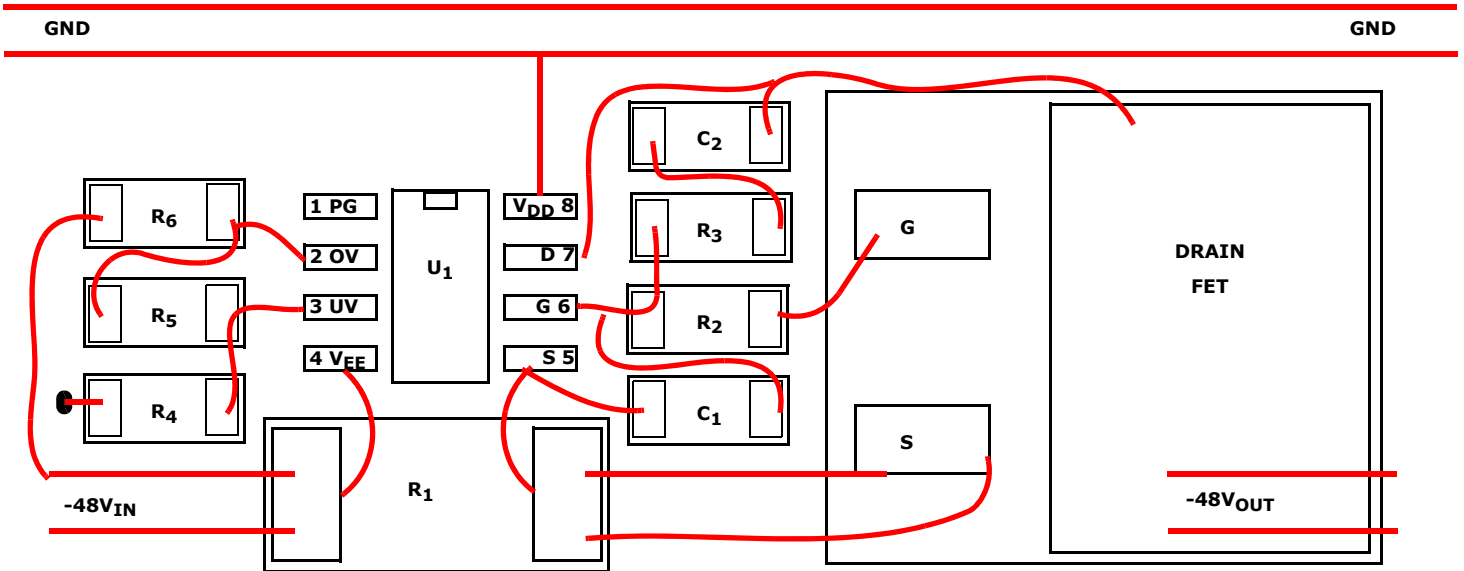 GND GND
C2
R6 1 PG VDD 8 R3 G
2 OV U1 D 7 DRAIN
R5 3 UV G 6 R2 FET
4 VEE S 5
R4 C1
S
-48VIN R1 -48VOUT